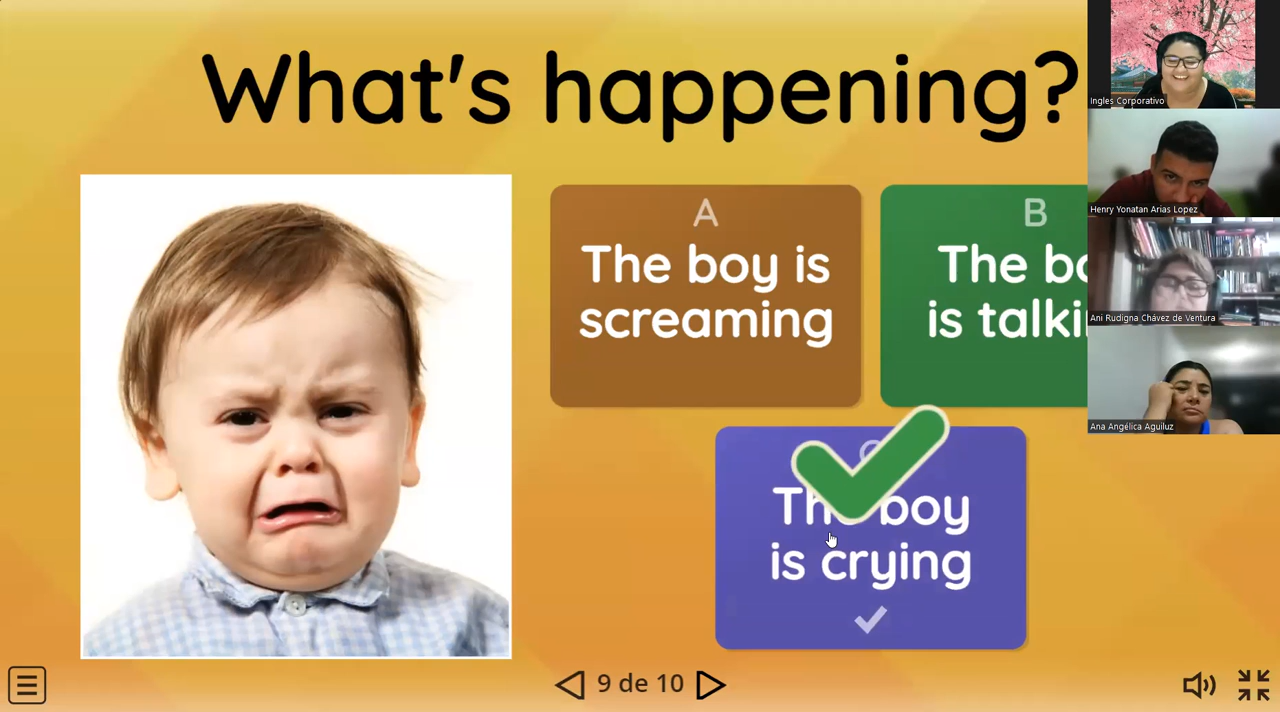 What's happening?
A
The boy is
screaming
B
The bo
is talki
boy
is crying
9 de 10
Ingles Corporativo
Henry Yonatan Arias Lopez
Ani Rudigna Chávez de Ventura
Ana Angélica Aguiluz